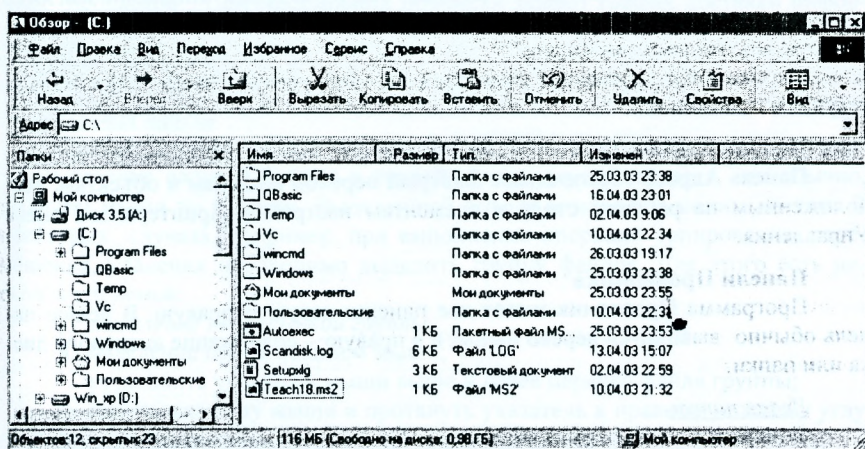 Обзор - (C:)
Файл Правка Вид Переход Избранное Сервис Справка
Назад Вперед Вверх Вырезать Копировать Вставить Отменить Удалить Свойства Вид
Адрес C:\
Папки
Рабочий стол
Мой компьютер
Диск 3,5 (A:)
(C:)
Program Files
QBasic
Temp
Vc
wincmd
Windows
Мои документы
Пользовательские
Win_xp (D:)
Имя Размер Тип Изменен
Program Files Папка с файлами 25.03.03 23:38
QBasic Папка с файлами 25.03.03 23:38
Temp Папка с файлами 02.04.03 9:06
Vc Папка с файлами 10.04.03 22:34
wincmd Папка с файлами 26.03.03 19:17
Windows Папка с файлами 25.03.03 23:38
Мои документы Мои документы 25.03.03 23:55
Пользовательские Папка с файлами 10.04.03 22:34
Autoexec 1 КБ Пакетный файл MS... 25.03.03 23:53
Scandisk.log 6 КБ Файл 'LOG' 13.04.03 15:07
Setupxlg 3 КБ Текстовый документ 02.04.03 22:59
Teach18.ms2 1 КБ Файл 'MS2' 10.04.03 21:32
Объектов: 12, скрытых: 23 116 МБ (Свободно на диске: 0,98 ГБ) Мой компьютер